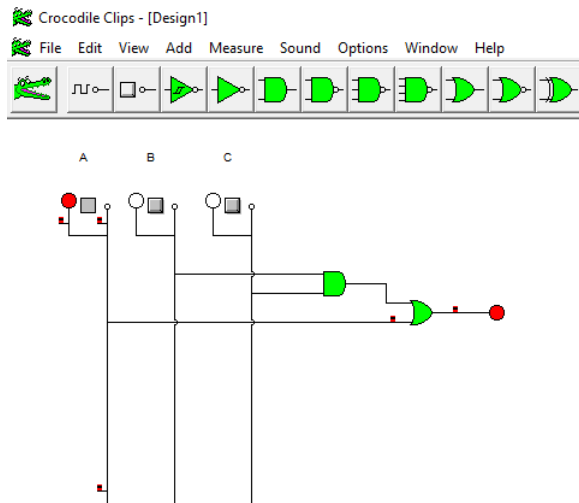 Crocodile Clips - [Design1]
File Edit View Add Measure Sound Options Window Help
A B C